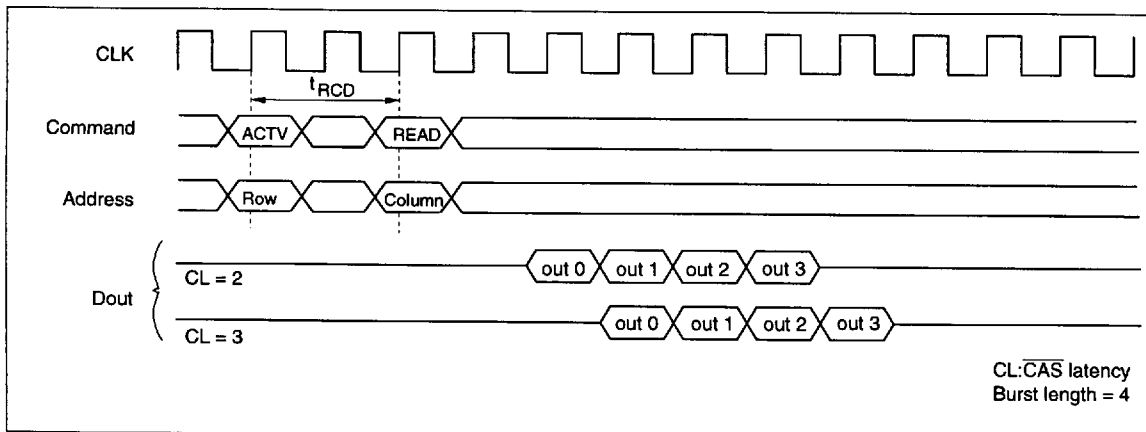 CLK
tRCD
Command ACTV READ
Address Row Column
CL = 2 out 0 out 1 out 2 out 3
Dout
CL = 3 out 0 out 1 out 2 out 3
CL:CAS latency
Burst length = 4